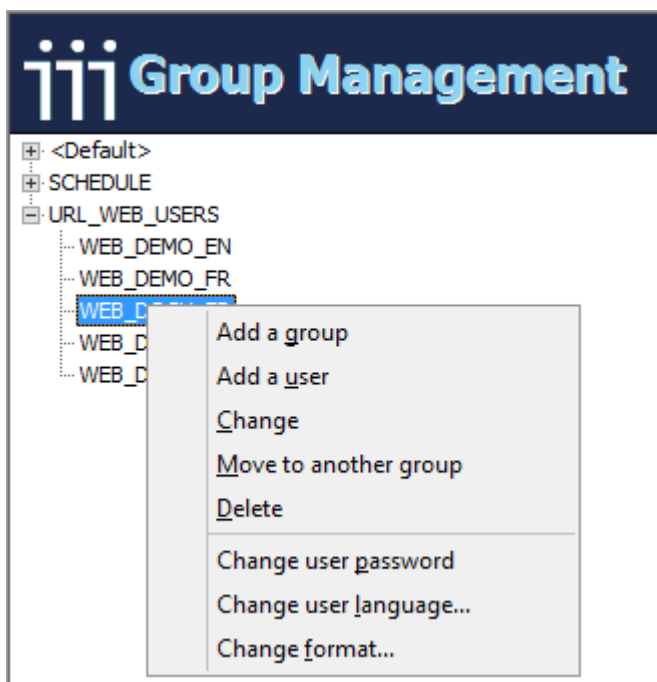 Group Management
<Default>
SCHEDULE
URL_WEB_USERS
WEB_DEMO_EN
WEB_DEMO_FR
Add a group
Add a user
Change
Move to another group
Delete
Change user password
Change user language...
Change format...